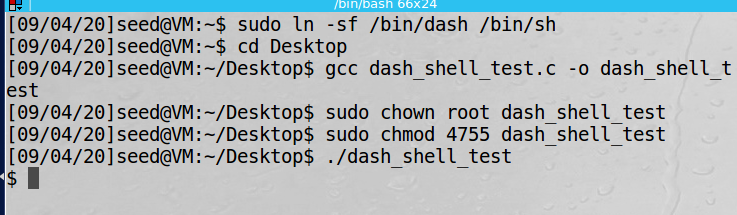 /bin/bash 66x24
[09/04/20]seed@VM:~$ sudo ln -sf /bin/dash /bin/sh
[09/04/20]seed@VM:~$ cd Desktop
[09/04/20]seed@VM:~/Desktop$ gcc dash_shell_test.c -o dash_shell_t
est
[09/04/20]seed@VM:~/Desktop$ sudo chown root dash_shell_test
[09/04/20]seed@VM:~/Desktop$ sudo chmod 4755 dash_shell_test
[09/04/20]seed@VM:~/Desktop$ ./dash_shell_test
$